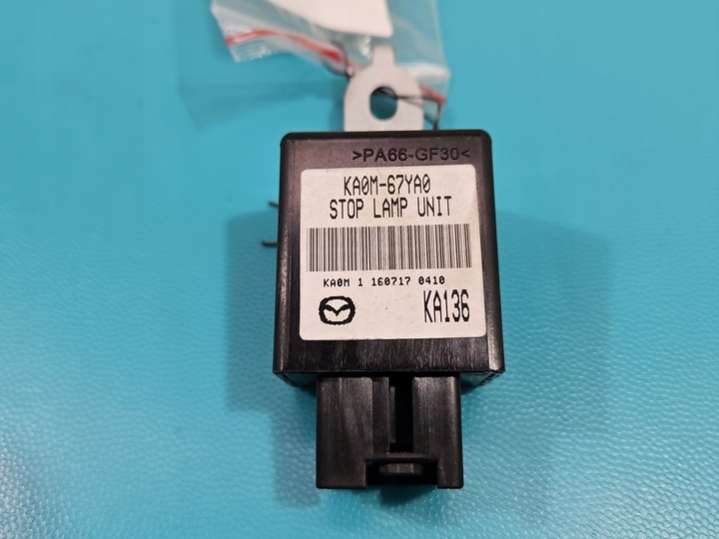 >PA66-GF30<
KA0M-67YA0
STOP LAMP UNIT
KA0M 1 160717 0410
KA136